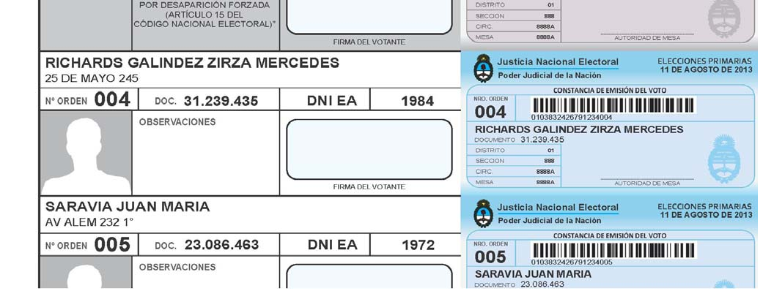 POR DESAPARICIÓN FORZADA
(ARTÍCULO 15 DEL
CÓDIGO NACIONAL ELECTORAL)"
FIRMA DEL VOTANTE
DISTRITO 01
SECCION 888
CIRC. 8888A
MESA 8888A
AUTORIDAD DE MESA
RICHARDS GALINDEZ ZIRZA MERCEDES
25 DE MAYO 245
N° ORDEN 004 DOC. 31.239.435 DNI EA 1984
OBSERVACIONES
FIRMA DEL VOTANTE
Justicia Nacional Electoral
Poder Judicial de la Nación
ELECCIONES PRIMARIAS
11 DE AGOSTO DE 2013
CONSTANCIA DE EMISIÓN DEL VOTO
NRO. ORDEN
004
0103832426791234004
RICHARDS GALINDEZ ZIRZA MERCEDES
DOCUMENTO 31.239.435
DISTRITO 01
SECCION 888
CIRC. 8888A
MESA 8888A
AUTORIDAD DE MESA
SARAVIA JUAN MARIA
AV ALEM 232 1°
N° ORDEN 005 DOC. 23.086.463 DNI EA 1972
OBSERVACIONES
Justicia Nacional Electoral
Poder Judicial de la Nación
ELECCIONES PRIMARIAS
11 DE AGOSTO DE 2013
CONSTANCIA DE EMISIÓN DEL VOTO
NRO. ORDEN
005
0103832426791234005
SARAVIA JUAN MARIA
DOCUMENTO 23.086.463